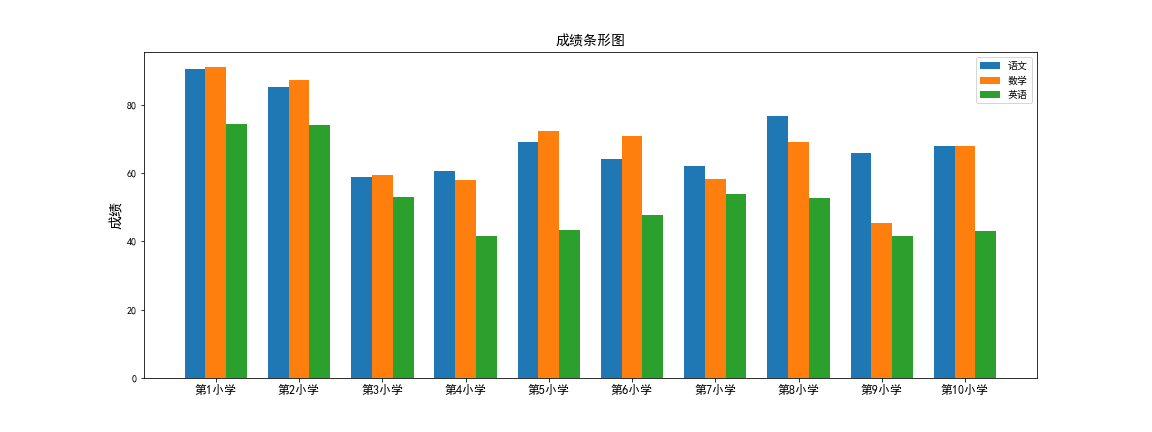 成绩条形图
语文
数学
英语
成绩
80
60
40
20
0
第1小学 第2小学 第3小学 第4小学 第5小学 第6小学 第7小学 第8小学 第9小学 第10小学